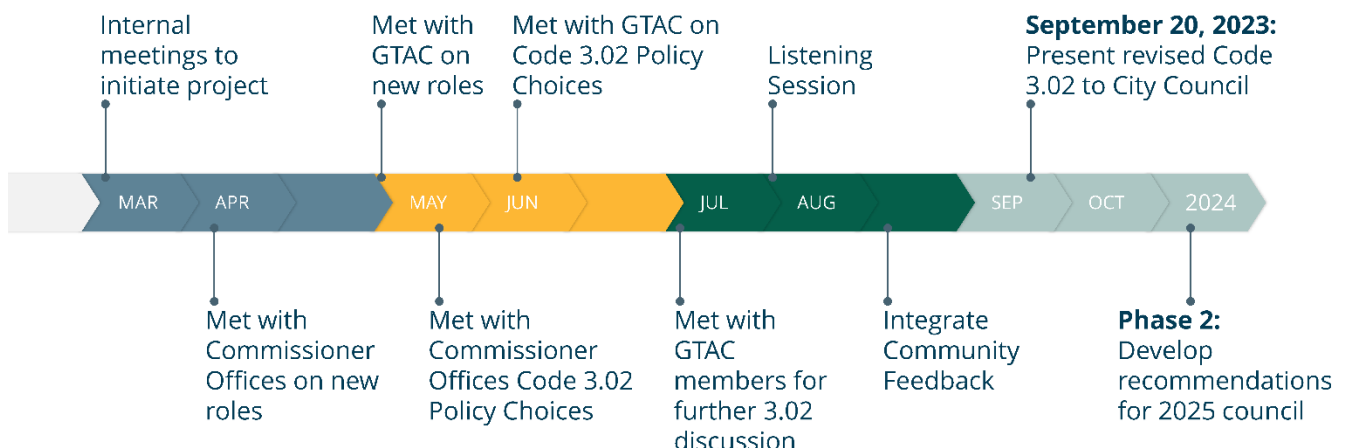 Internal
meetings to
initiate project
Met with
GTAC on
new roles
Met with GTAC on
Code 3.02 Policy
Choices
Listening
Session
September 20, 2023:
Present revised Code
3.02 to City Council
MAR
APR
MAY
JUN
JUL
AUG
SEP
OCT
2024
Met with
Commissioner
Offices on new
roles
Met with
Commissioner
Offices Code 3.02
Policy Choices
Met with
GTAC
members for
further 3.02
discussion
Integrate
Community
Feedback
Phase 2:
Develop
recommendations
for 2025 council